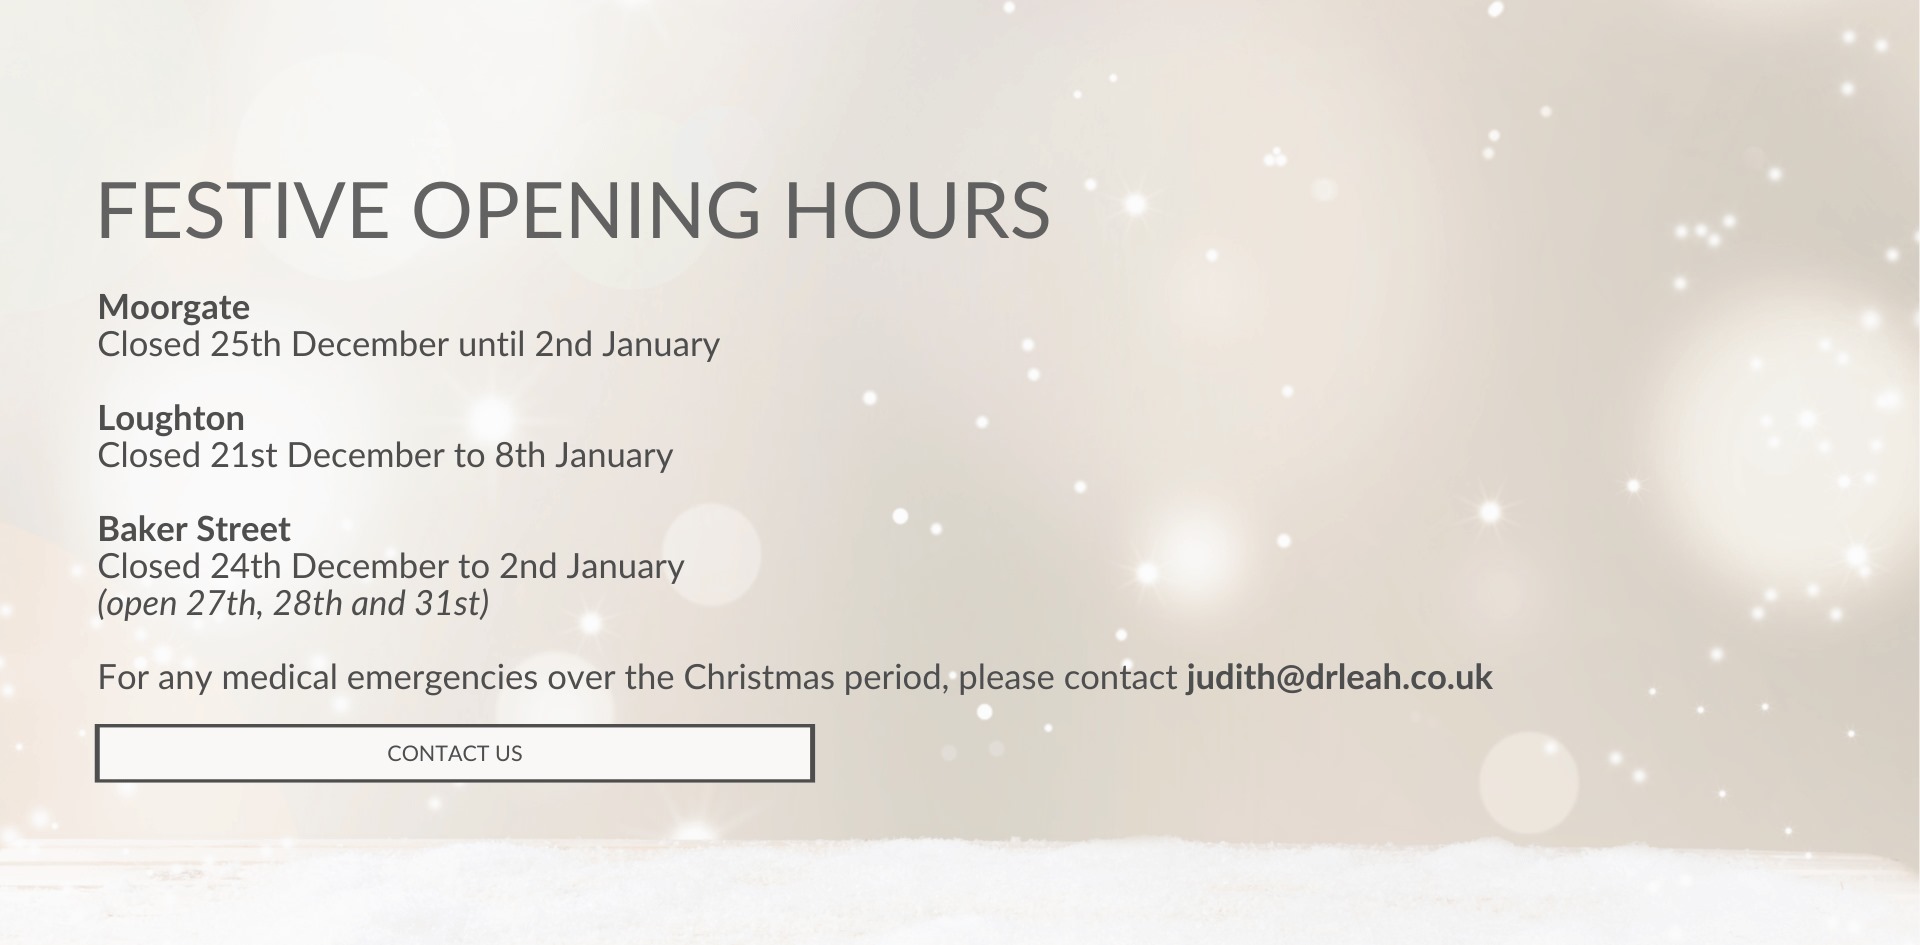 FESTIVE OPENING HOURS
Moorgate
Closed 25th December until 2nd January
Loughton
Closed 21st December to 8th January
Baker Street
Closed 24th December to 2nd January
(open 27th, 28th and 31st)
For any medical emergencies over the Christmas period, please contact judith@drleah.co.uk
CONTACT US